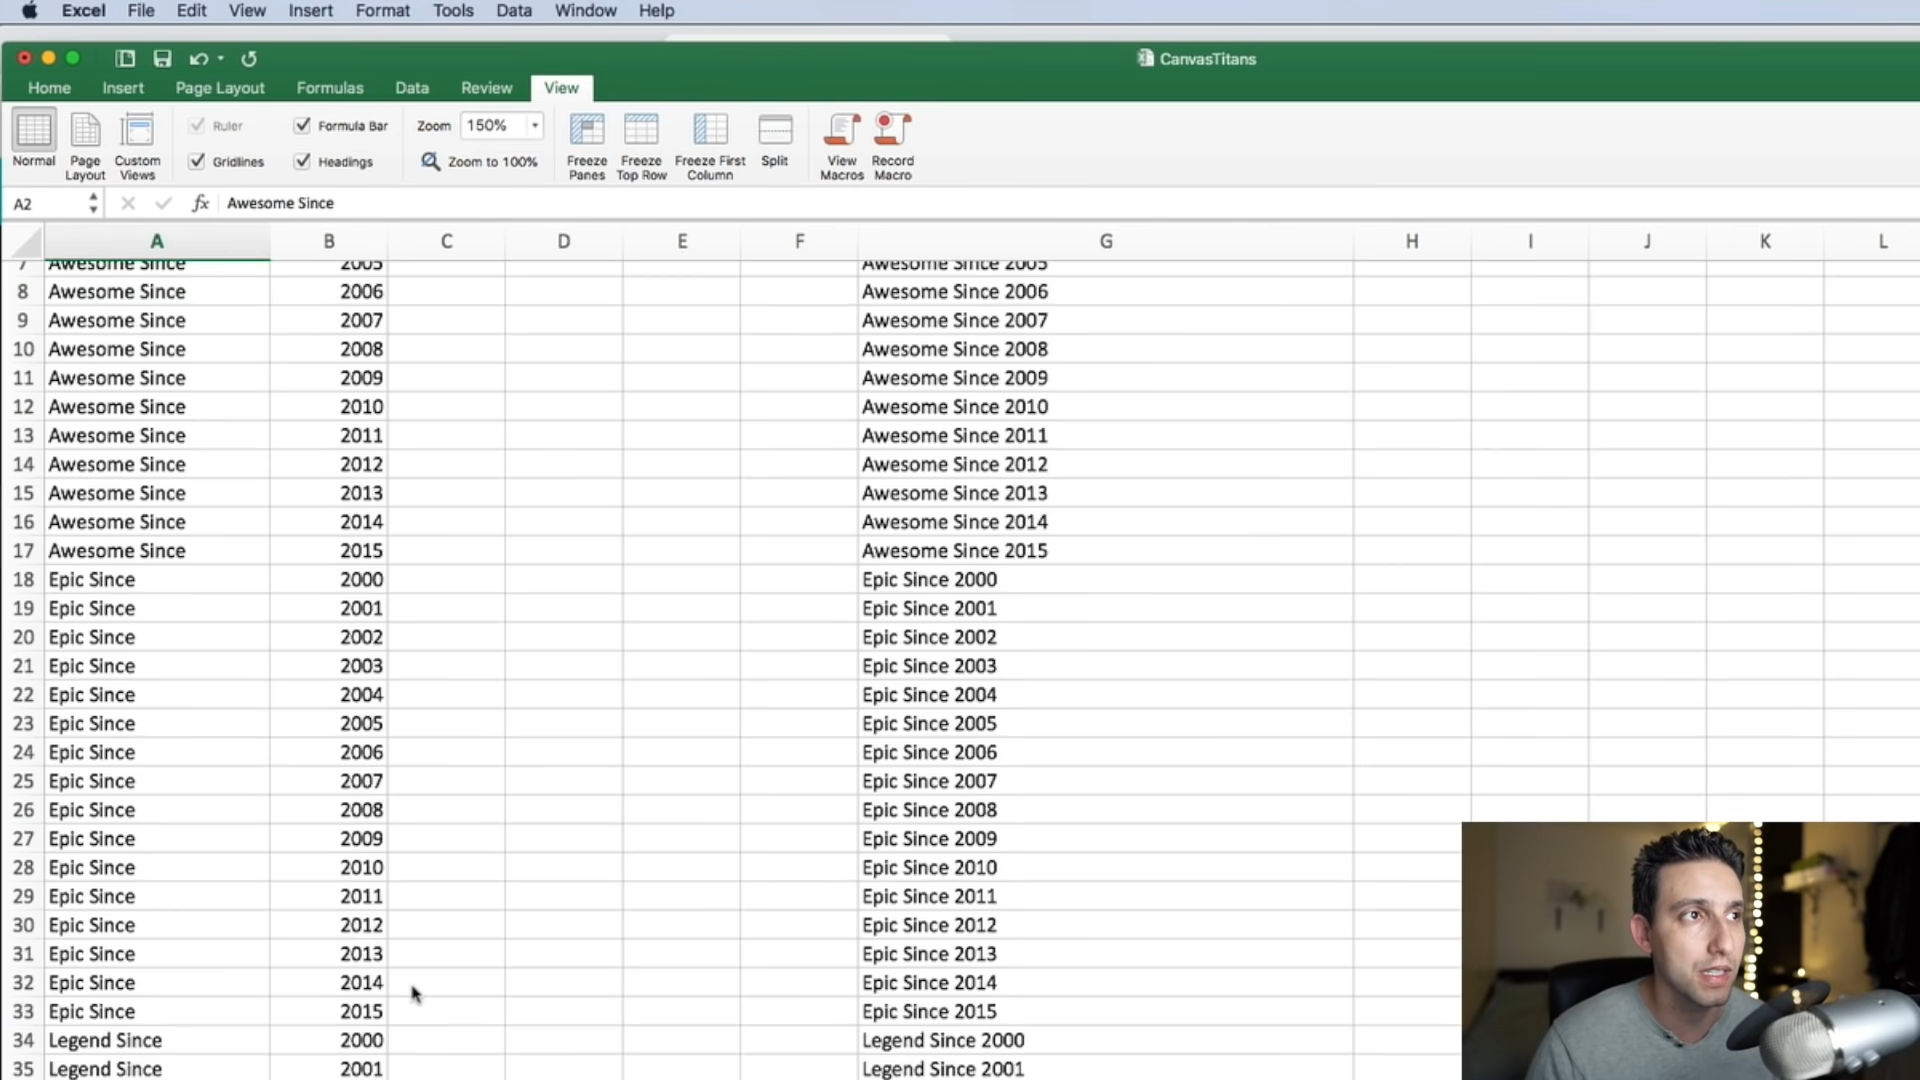 Excel File Edit View Insert Format Tools Data Window Help
CanvasTitans
Home Insert Page Layout Formulas Data Review View
Ruler Formula Bar Zoom 150%
Gridlines Headings Zoom to 100%
Normal Page Layout Custom Views Freeze Panes Freeze Top Row Freeze First Column Split View Macros Record Macro
A2 fx Awesome Since
A B C D E F G H I J K L
7 Awesome Since 2005 Awesome Since 2005
8 Awesome Since 2006 Awesome Since 2006
9 Awesome Since 2007 Awesome Since 2007
10 Awesome Since 2008 Awesome Since 2008
11 Awesome Since 2009 Awesome Since 2009
12 Awesome Since 2010 Awesome Since 2010
13 Awesome Since 2011 Awesome Since 2011
14 Awesome Since 2012 Awesome Since 2012
15 Awesome Since 2013 Awesome Since 2013
16 Awesome Since 2014 Awesome Since 2014
17 Awesome Since 2015 Awesome Since 2015
18 Epic Since 2000 Epic Since 2000
19 Epic Since 2001 Epic Since 2001
20 Epic Since 2002 Epic Since 2002
21 Epic Since 2003 Epic Since 2003
22 Epic Since 2004 Epic Since 2004
23 Epic Since 2005 Epic Since 2005
24 Epic Since 2006 Epic Since 2006
25 Epic Since 2007 Epic Since 2007
26 Epic Since 2008 Epic Since 2008
27 Epic Since 2009 Epic Since 2009
28 Epic Since 2010 Epic Since 2010
29 Epic Since 2011 Epic Since 2011
30 Epic Since 2012 Epic Since 2012
31 Epic Since 2013 Epic Since 2013
32 Epic Since 2014 Epic Since 2014
33 Epic Since 2015 Epic Since 2015
34 Legend Since 2000 Legend Since 2000
35 Legend Since 2001 Legend Since 2001